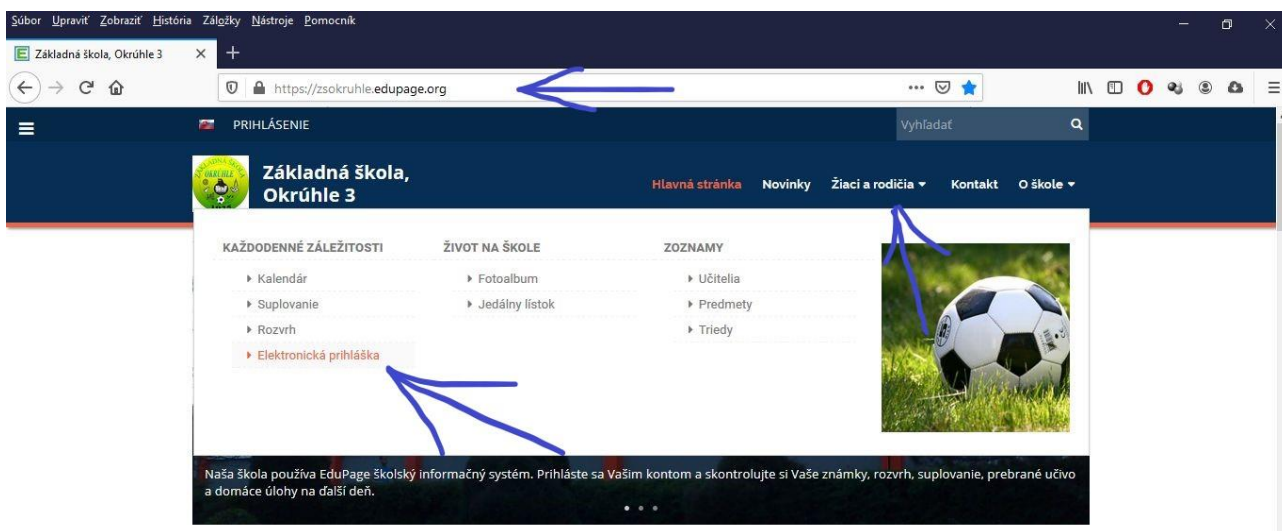 Súbor Upraviť Zobraziť História Záložky Nástroje Pomocník
Základná škola, Okrúhle 3
https://zsokruhle.edupage.org
PRIHLÁSENIE
Vyhľadať
Základná škola,
Okrúhle 3
Hlavná stránka Novinky Žiaci a rodičia Kontakt O škole
KAŽDODENNÉ ZÁLEŽITOSTI
Kalendár
Suplovanie
Rozvrh
Elektronická prihláška
ŽIVOT NA ŠKOLE
Fotoalbum
Jedálny lístok
ZOZNAMY
Učitelia
Predmety
Triedy
Naša škola používa EduPage školský informačný systém. Prihláste sa Vašim kontom a skontrolujte si Vaše známky, rozvrh, suplovanie, prebrané učivo
a domáce úlohy na ďalší deň.